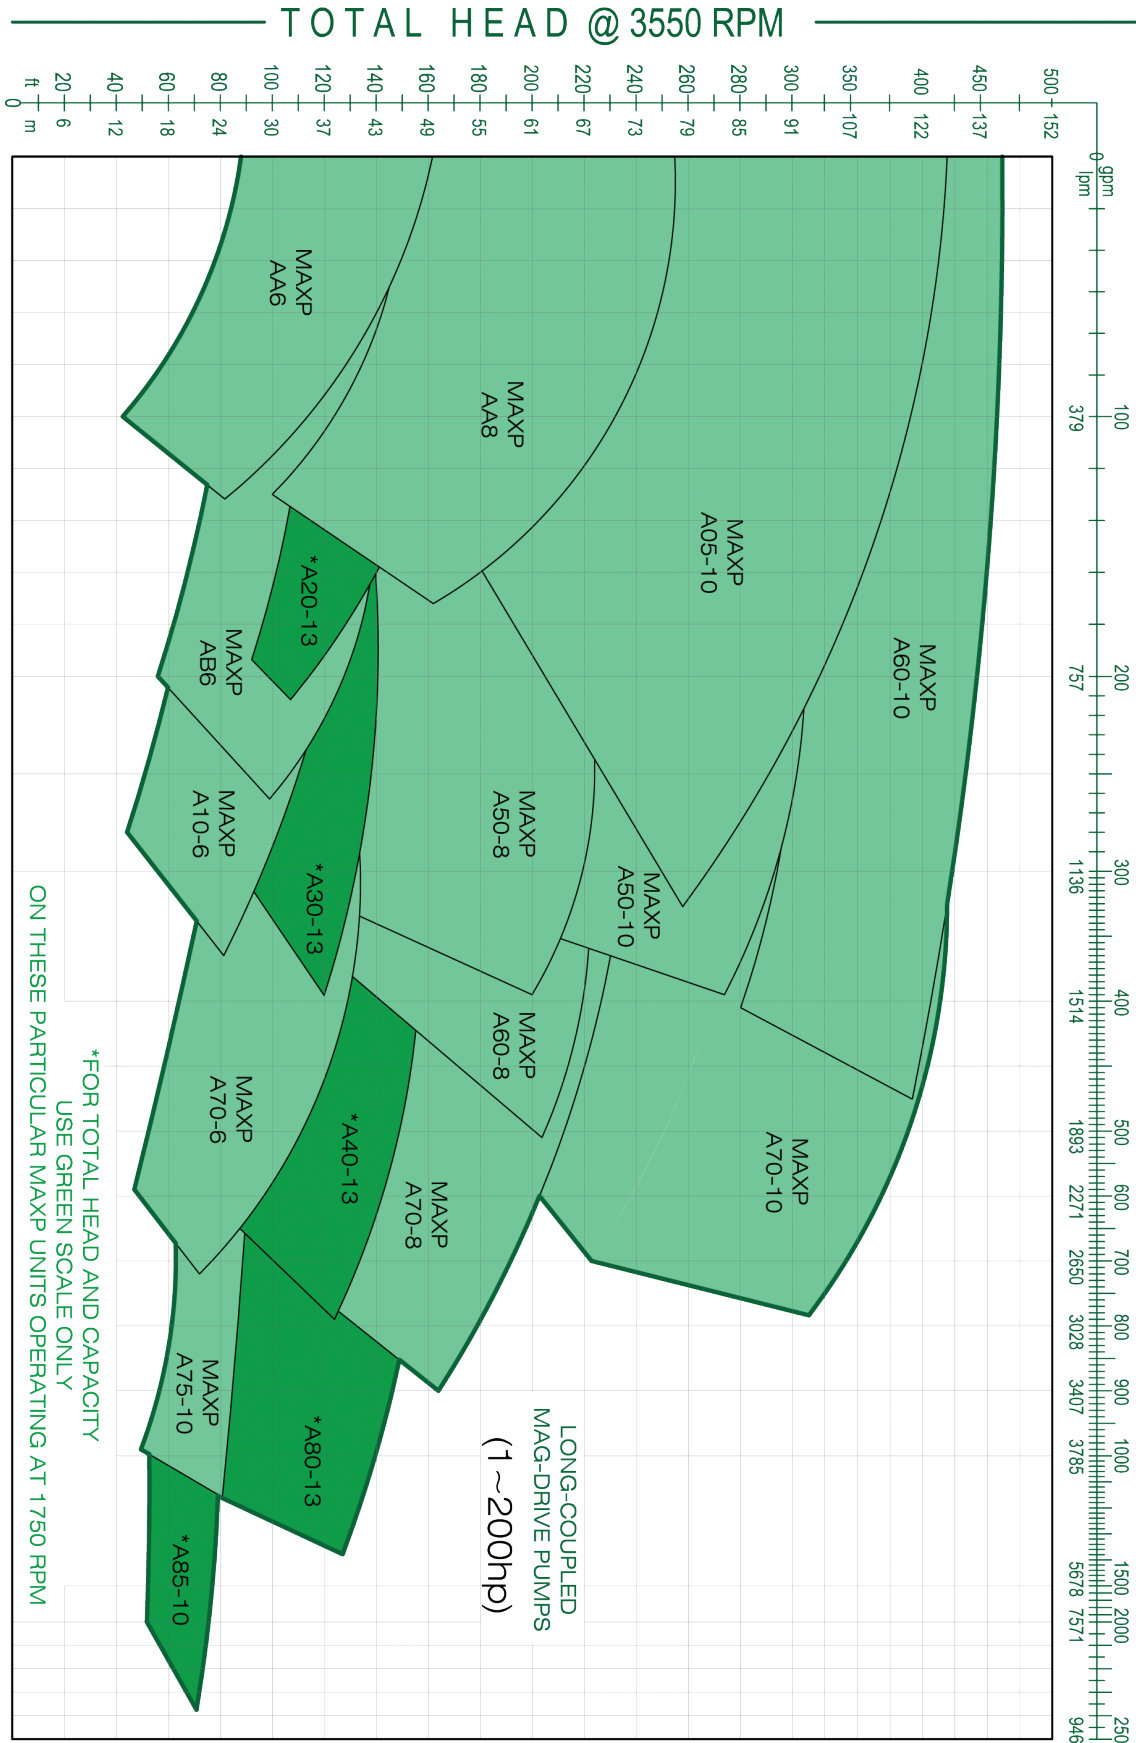 TOTAL HEAD @ 3550 RPM
ft 20 40 60 80 100 120 140 160 180 200 220 240 260 280 300 350 400 450 500
0 m 6 12 18 24 30 37 43 49 55 61 67 73 79 85 91 107 122 137 152
0 gpm 100 200 300 400 500 600 700 800 900 1000 1500 2000 250
lpm 379 757 1136 1514 1893 2271 2650 3028 3407 3785 5678 7571 946
MAXP
AA6
MAXP
AA8
MAXP
A05-10
MAXP
A60-10
*A20-13
MAXP
AB6
MAXP
A10-6
*A30-13
MAXP
A50-8
MAXP
A50-10
MAXP
A60-8
MAXP
A70-6
*A40-13
MAXP
A70-8
MAXP
A70-10
MAXP
A75-10
*A80-13
*A85-10
LONG-COUPLED
MAG-DRIVE PUMPS
(1~200hp)
*FOR TOTAL HEAD AND CAPACITY
USE GREEN SCALE ONLY
ON THESE PARTICULAR MAXP UNITS OPERATING AT 1750 RPM